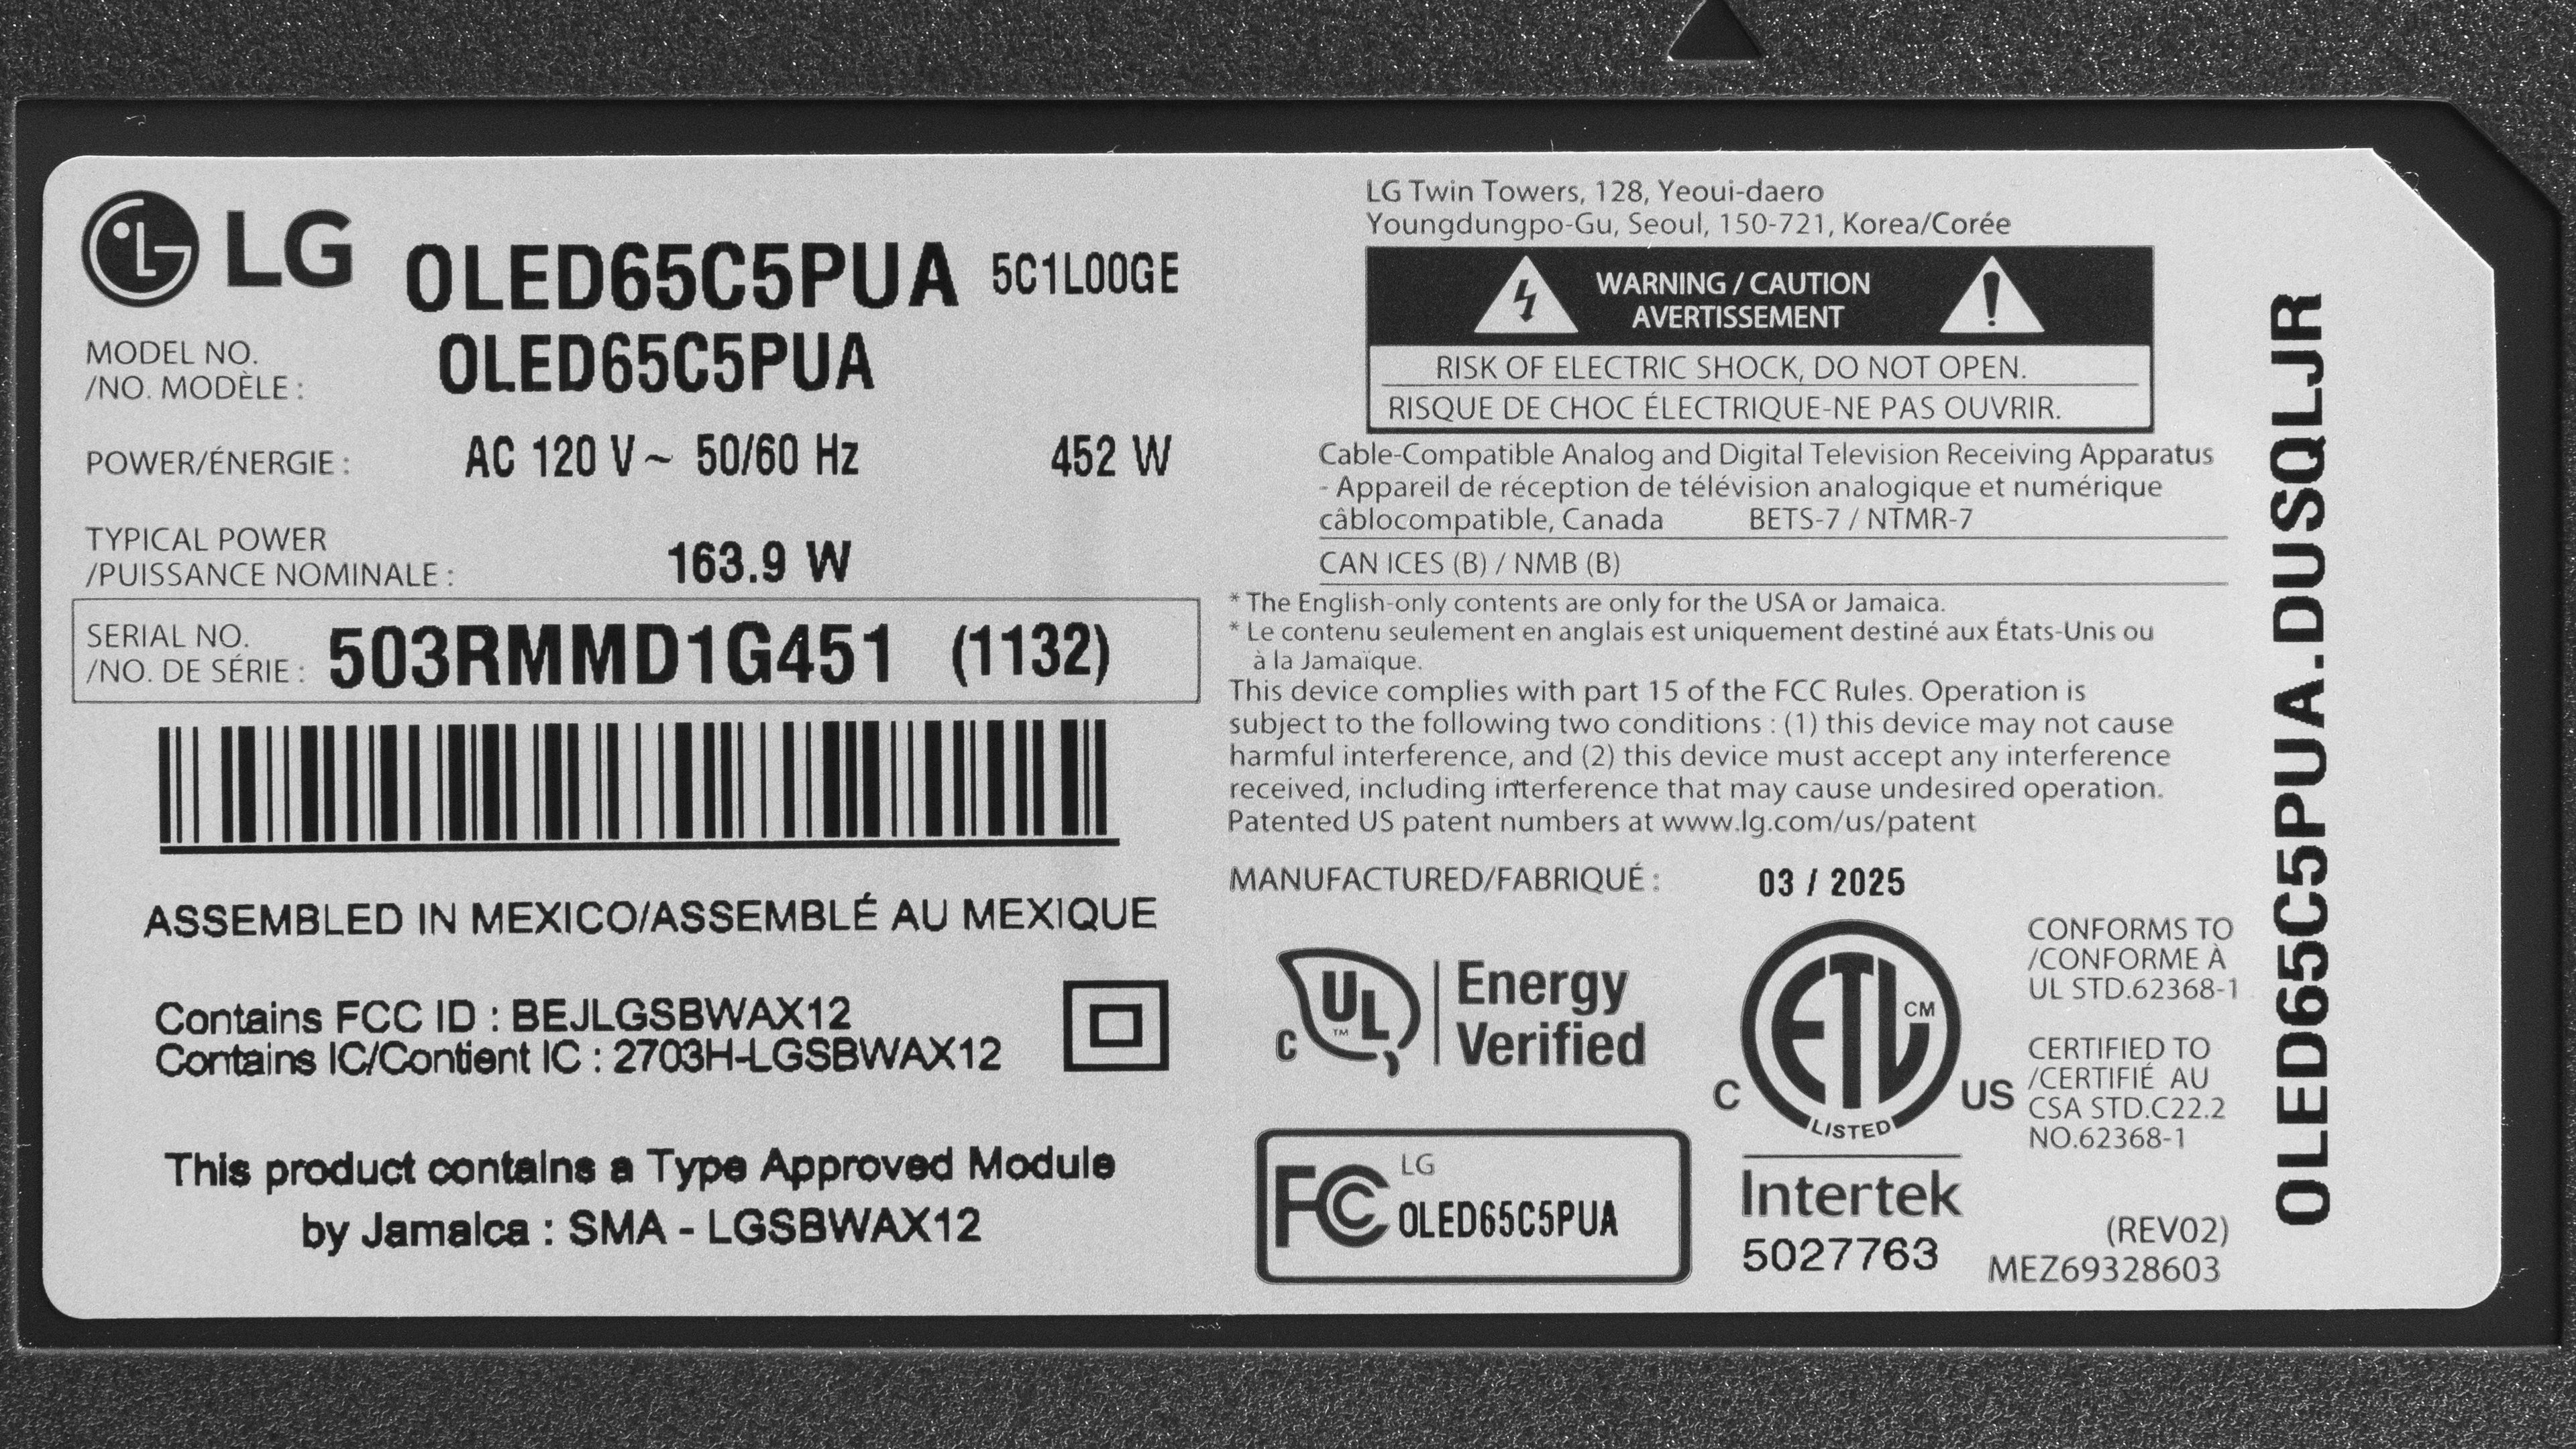 LG
OLED65C5PUA 5C1L00GE
MODEL NO.
/NO. MODÈLE :
OLED65C5PUA
POWER/ÉNERGIE : AC 120 V ~ 50/60 Hz 452 W
TYPICAL POWER
/PUISSANCE NOMINALE : 163.9 W
SERIAL NO.
/NO. DE SÉRIE : 503RMMD1G451 (1132)
ASSEMBLED IN MEXICO/ASSEMBLÉ AU MEXIQUE
Contains FCC ID : BEJLGSBWAX12
Contains IC/Contient IC : 2703H-LGSBWAX12
This product contains a Type Approved Module
by Jamaica : SMA - LGSBWAX12
LG Twin Towers, 128, Yeoui-daero
Youngdungpo-Gu, Seoul, 150-721, Korea/Corée
WARNING / CAUTION
AVERTISSEMENT
RISK OF ELECTRIC SHOCK, DO NOT OPEN.
RISQUE DE CHOC ÉLECTRIQUE-NE PAS OUVRIR.
Cable-Compatible Analog and Digital Television Receiving Apparatus
- Appareil de réception de télévision analogique et numérique
câblocompatible, Canada BETS-7 / NTMR-7
CAN ICES (B) / NMB (B)
* The English-only contents are only for the USA or Jamaica.
* Le contenu seulement en anglais est uniquement destiné aux États-Unis ou
à la Jamaïque.
This device complies with part 15 of the FCC Rules. Operation is
subject to the following two conditions : (1) this device may not cause
harmful interference, and (2) this device must accept any interference
received, including interference that may cause undesired operation.
Patented US patent numbers at www.lg.com/us/patent
MANUFACTURED/FABRIQUÉ : 03 / 2025
C UL ™ Energy
Verified
C ETL CM US
LISTED
Intertek
5027763
CONFORMS TO
/CONFORME À
UL STD.62368-1
CERTIFIED TO
/CERTIFIÉ AU
CSA STD.C22.2
NO.62368-1
FC LG
OLED65C5PUA
(REV02)
MEZ69328603
OLED65C5PUA.DUSQLJR